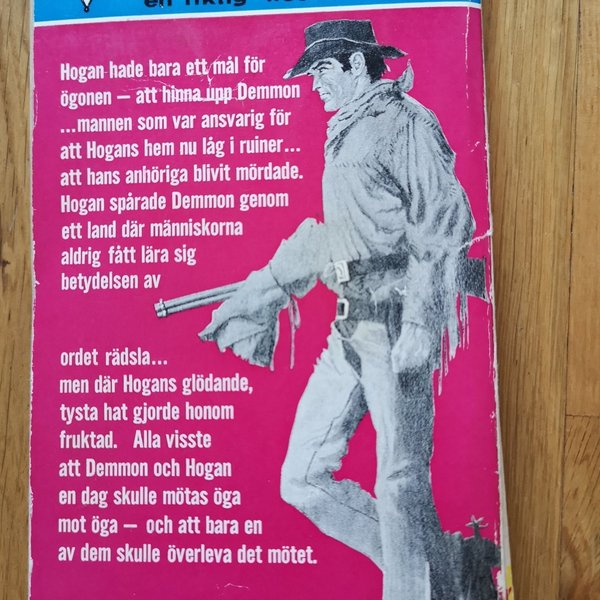 en riktig
Hogan hade bara ett mål för
ögonen — att hinna upp Demmon
...mannen som var ansvarig för
att Hogans hem nu låg i ruiner...
att hans anhöriga blivit mördade.
Hogan spårade Demmon genom
ett land där människorna
aldrig fått lära sig
betydelsen av
ordet rädsla...
men där Hogans glödande,
tysta hat gjorde honom
fruktad. Alla visste
att Demmon och Hogan
en dag skulle mötas öga
mot öga — och att bara en
av dem skulle överleva det mötet.